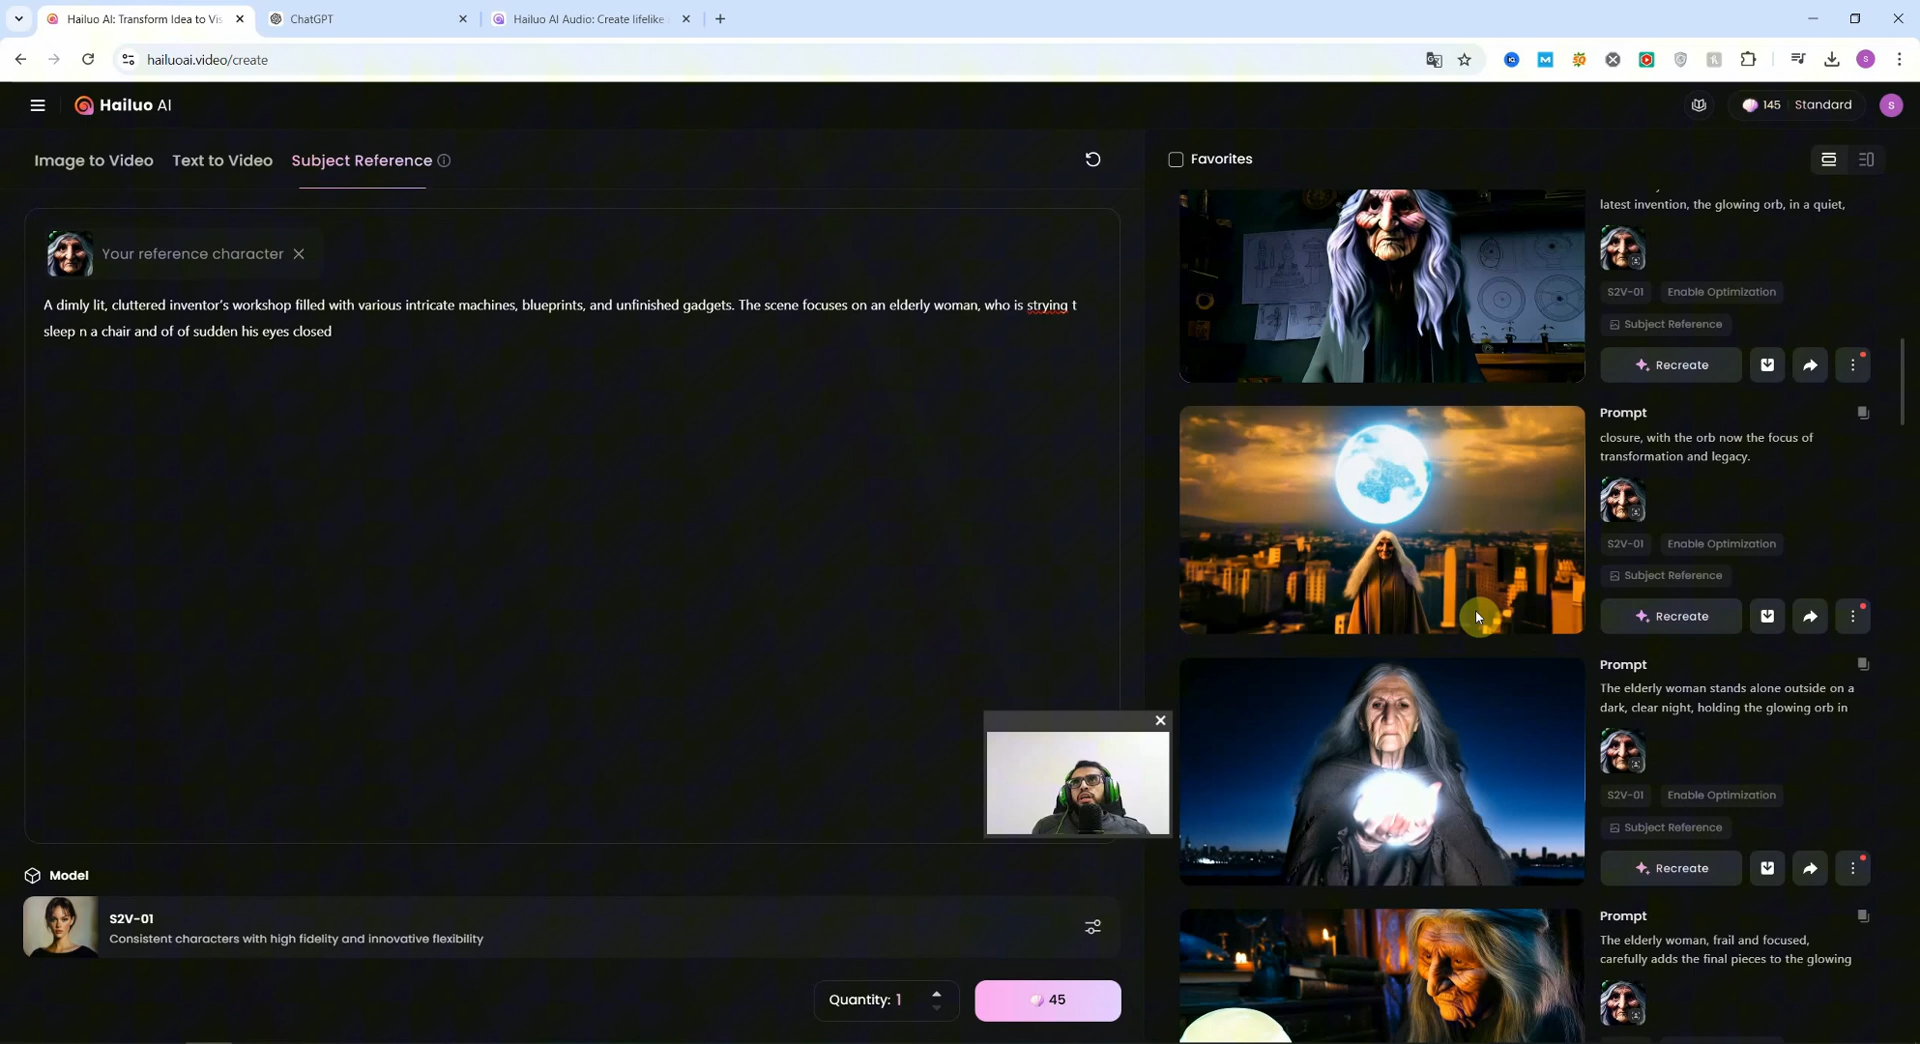 Hailuo AI: Transform Idea to Vis
ChatGPT
Hailuo AI Audio: Create lifelike
hailuoai.video/create
Hailuo AI
145 Standard
S
Image to Video
Text to Video
Subject Reference
Favorites
Your reference character
A dimly lit, cluttered inventor's workshop filled with various intricate machines, blueprints, and unfinished gadgets. The scene focuses on an elderly woman, who is strying t
sleep n a chair and of of sudden his eyes closed
latest invention, the glowing orb, in a quiet,
S2V-01 Enable Optimization
Subject Reference
Recreate
Prompt
closure, with the orb now the focus of
transformation and legacy.
S2V-01 Enable Optimization
Subject Reference
Recreate
Prompt
The elderly woman stands alone outside on a
dark, clear night, holding the glowing orb in
S2V-01 Enable Optimization
Subject Reference
Recreate
Prompt
The elderly woman, frail and focused,
carefully adds the final pieces to the glowing
Model
S2V-01
Consistent characters with high fidelity and innovative flexibility
Quantity: 1
45